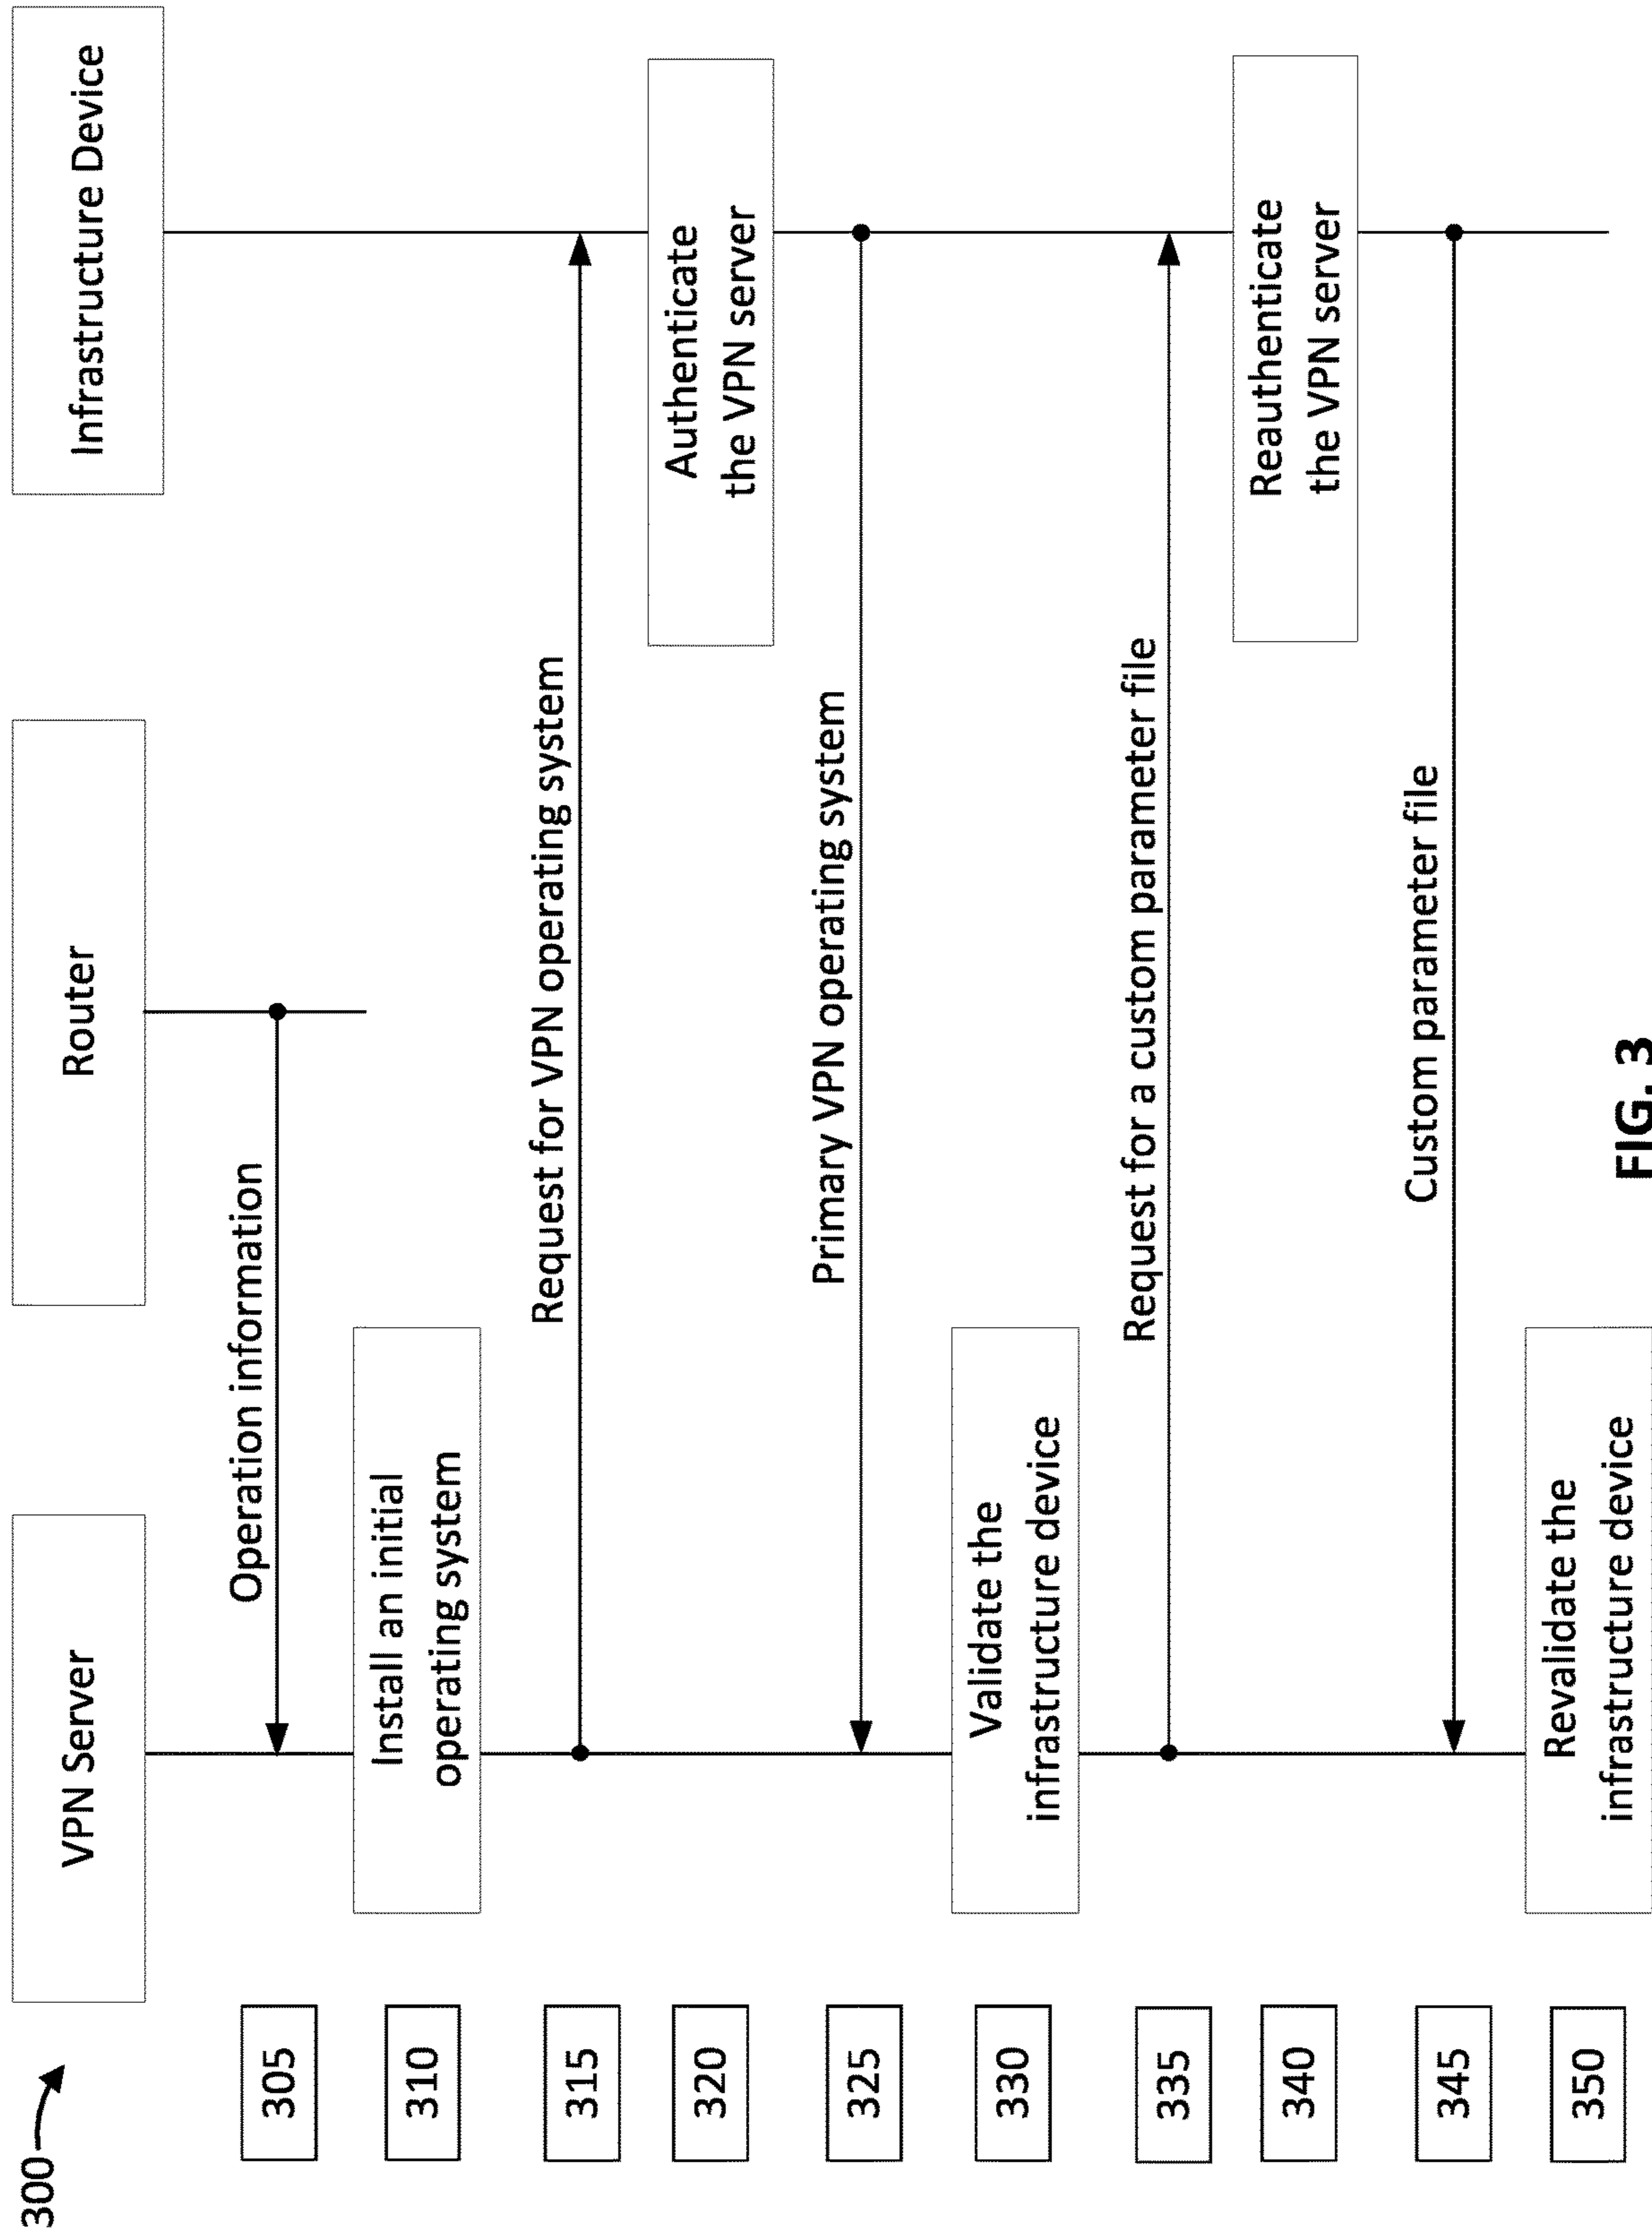 300
VPN Server
Router
Infrastructure Device
305
Operation information
310
Install an initial
operating system
315
Request for VPN operating system
320
Authenticate
the VPN server
325
Primary VPN operating system
330
Validate the
infrastructure device
335
Request for a custom parameter file
340
Reauthenticate
the VPN server
345
Custom parameter file
350
Revalidate the
infrastructure device
FIG. 3